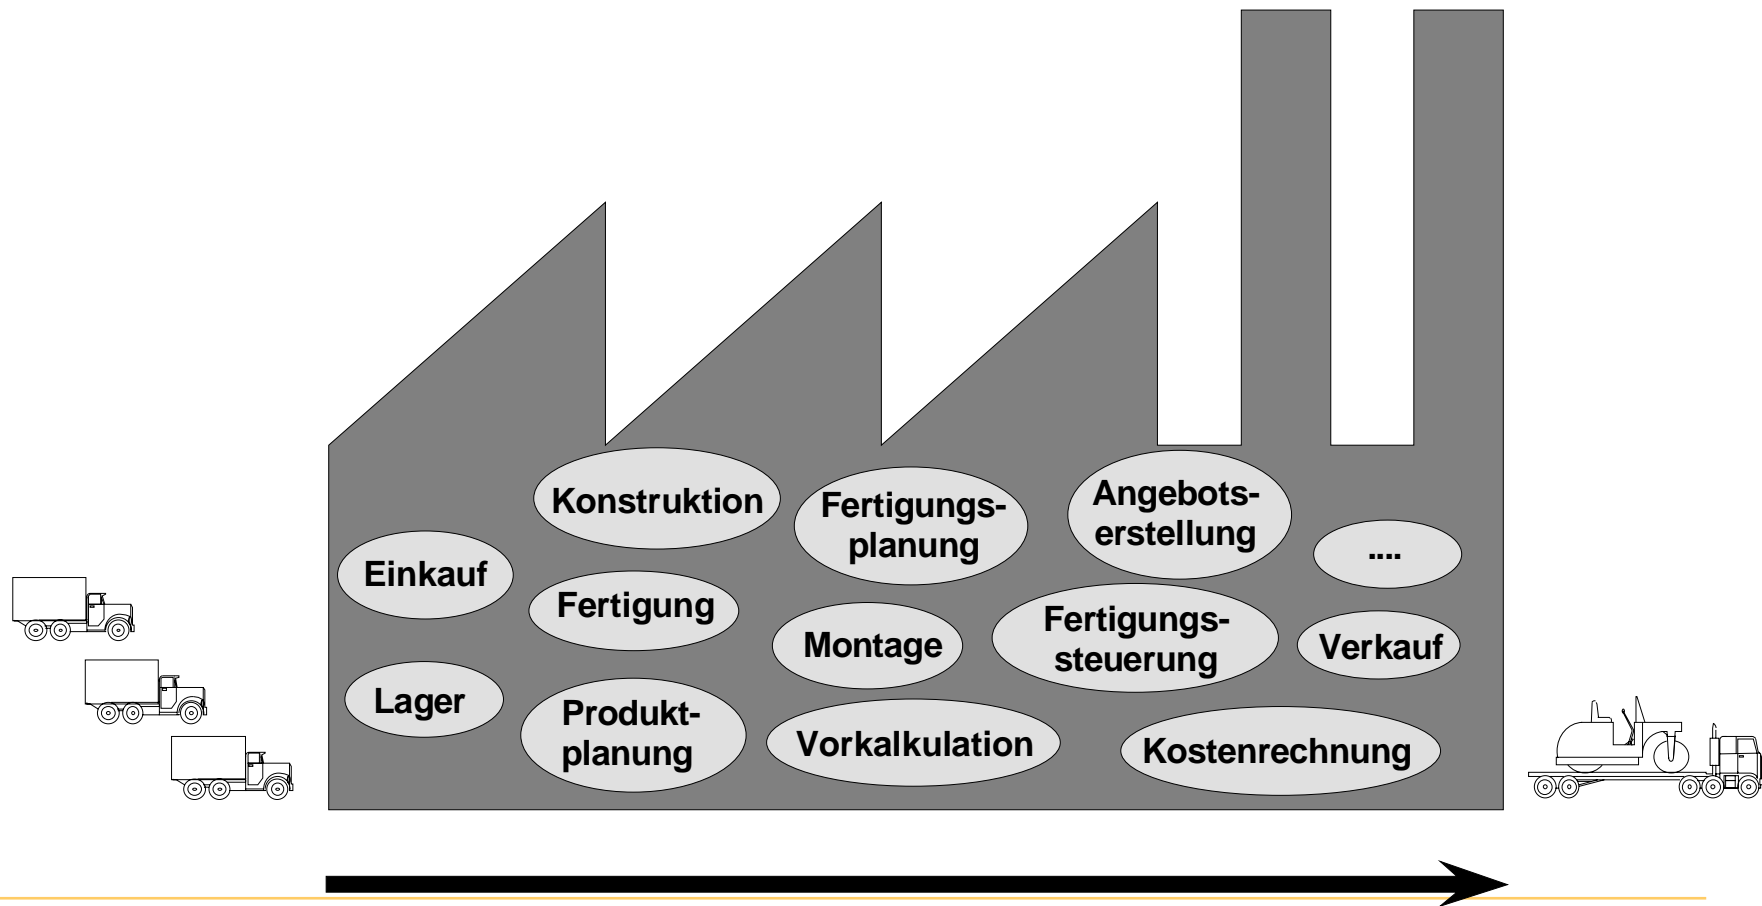 Konstruktion
Fertigungs-
planung
Angebots-
erstellung
....
Einkauf
Fertigung
Montage
Fertigungs-
steuerung
Verkauf
Lager
Produkt-
planung
Vorkalkulation
Kostenrechnung